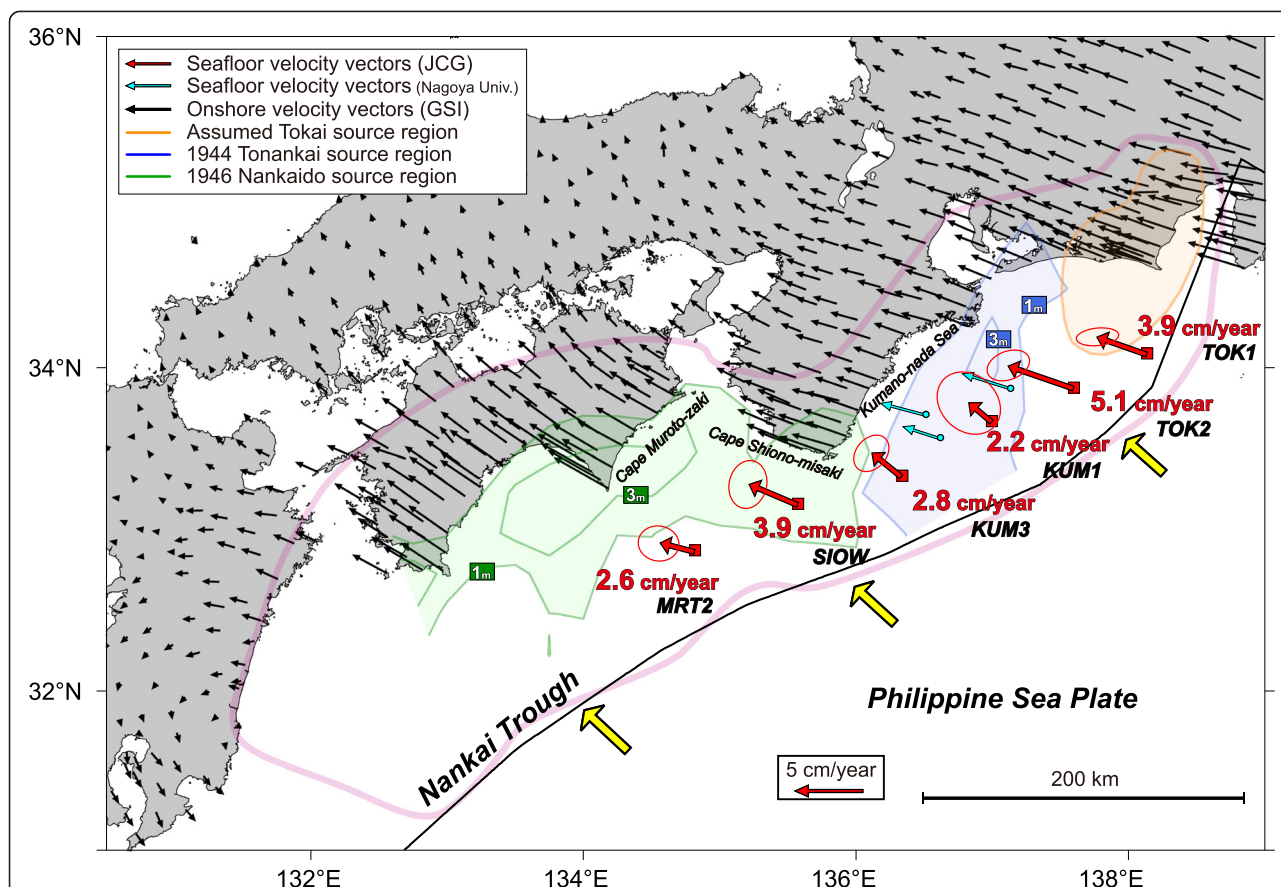 36°N
34°N
32°N
132°E
134°E
136°E
138°E
Seafloor velocity vectors (JCG)
Seafloor velocity vectors (Nagoya Univ.)
Onshore velocity vectors (GSI)
Assumed Tokai source region
1944 Tonankai source region
1946 Nankaido source region
1m
3m
3.9 cm/year
TOK1
5.1 cm/year
TOK2
Kumano-nada Sea
2.2 cm/year
KUM1
Cape Muroto-zaki
Cape Shiono-misaki
3m
2.8 cm/year
KUM3
3.9 cm/year
SIOW
1m
2.6 cm/year
MRT2
Nankai Trough
Philippine Sea Plate
5 cm/year
200 km